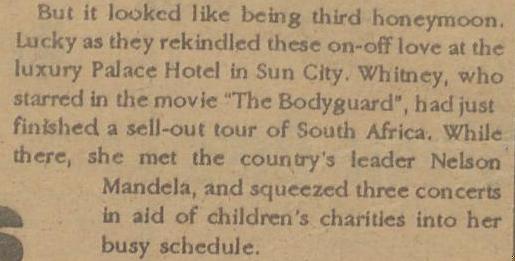 But it looked like being third honeymoon.
Lucky as they rekindled these on-off love at the
luxury Palace Hotel in Sun City. Whitney, who
starred in the movie "The Bodyguard", had just
finished a sell-out tour of South Africa. While
there, she met the country's leader Nelson
Mandela, and squeezed three concerts
in aid of children's charities into her
busy schedule.